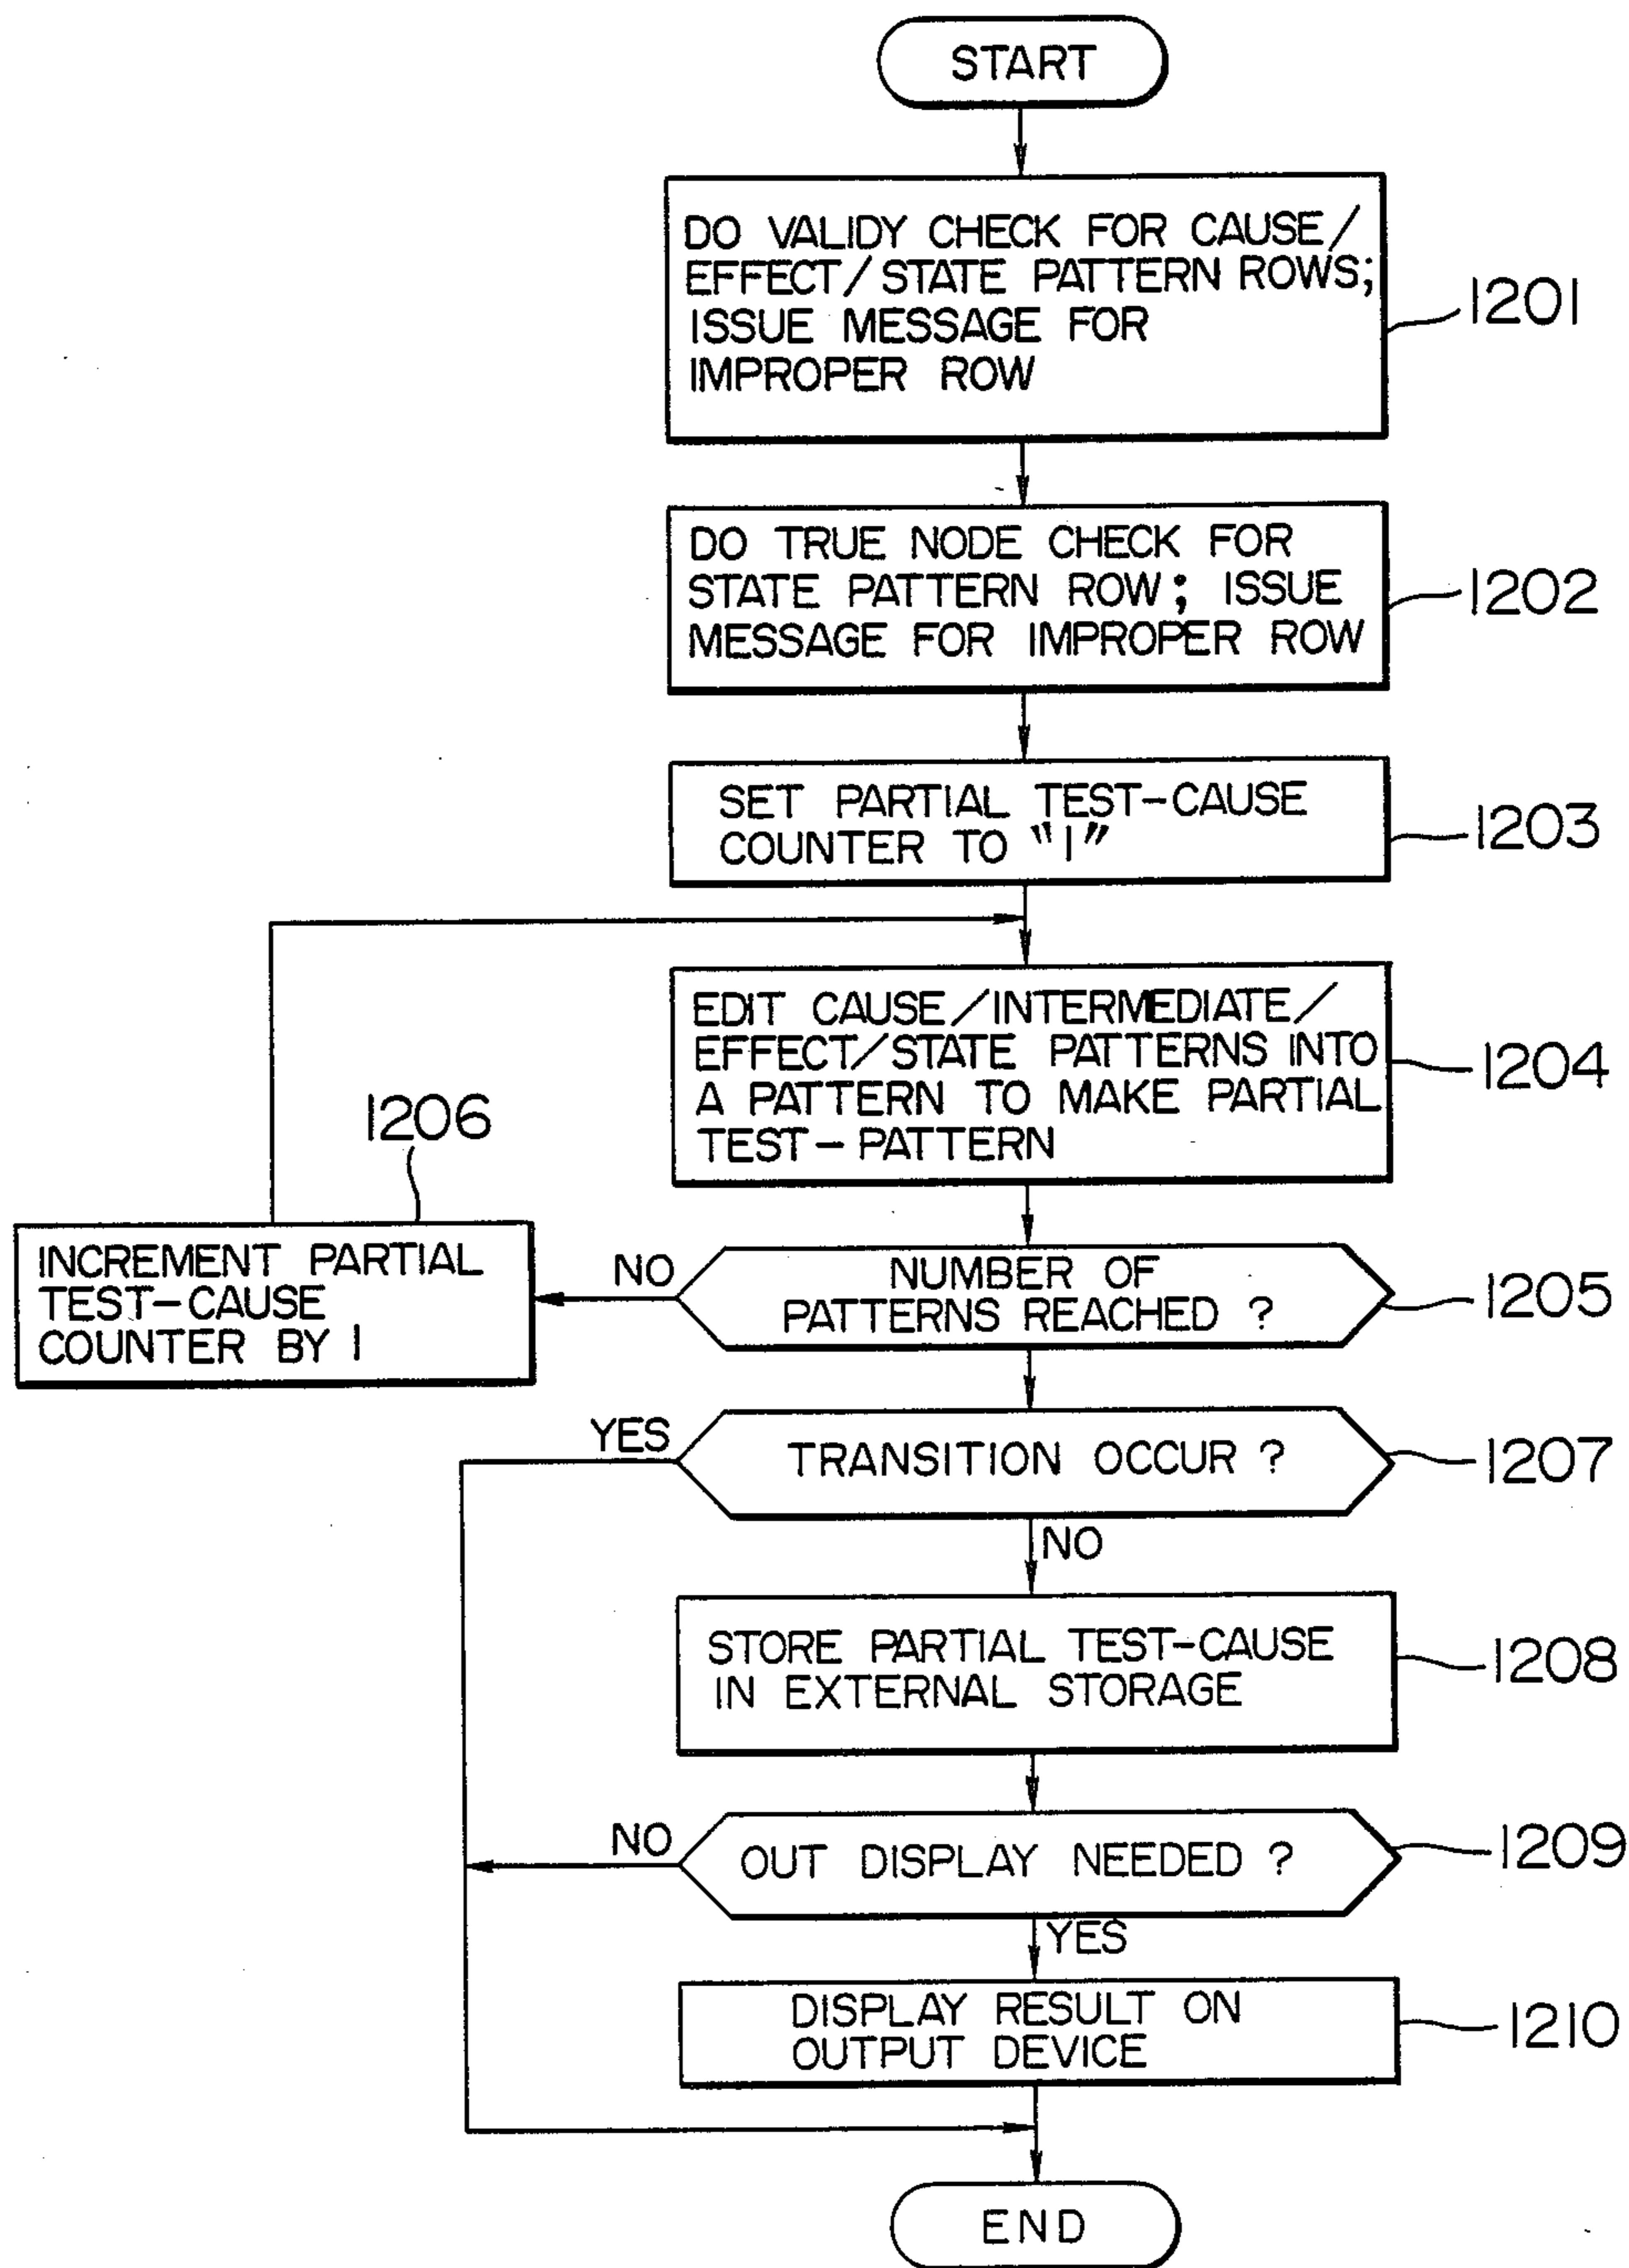 START
DO VALIDY CHECK FOR CAUSE/
EFFECT/STATE PATTERN ROWS;
ISSUE MESSAGE FOR
IMPROPER ROW
1201
DO TRUE NODE CHECK FOR
STATE PATTERN ROW; ISSUE
MESSAGE FOR IMPROPER ROW
1202
SET PARTIAL TEST-CAUSE
COUNTER TO "1"
1203
EDIT CAUSE/INTERMEDIATE/
EFFECT/STATE PATTERNS INTO
A PATTERN TO MAKE PARTIAL
TEST-PATTERN
1204
1206
INCREMENT PARTIAL
TEST-CAUSE
COUNTER BY 1
NO
NUMBER OF
PATTERNS REACHED ?
1205
YES
TRANSITION OCCUR ?
1207
NO
STORE PARTIAL TEST-CAUSE
IN EXTERNAL STORAGE
1208
NO
OUT DISPLAY NEEDED ?
1209
YES
DISPLAY RESULT ON
OUTPUT DEVICE
1210
END